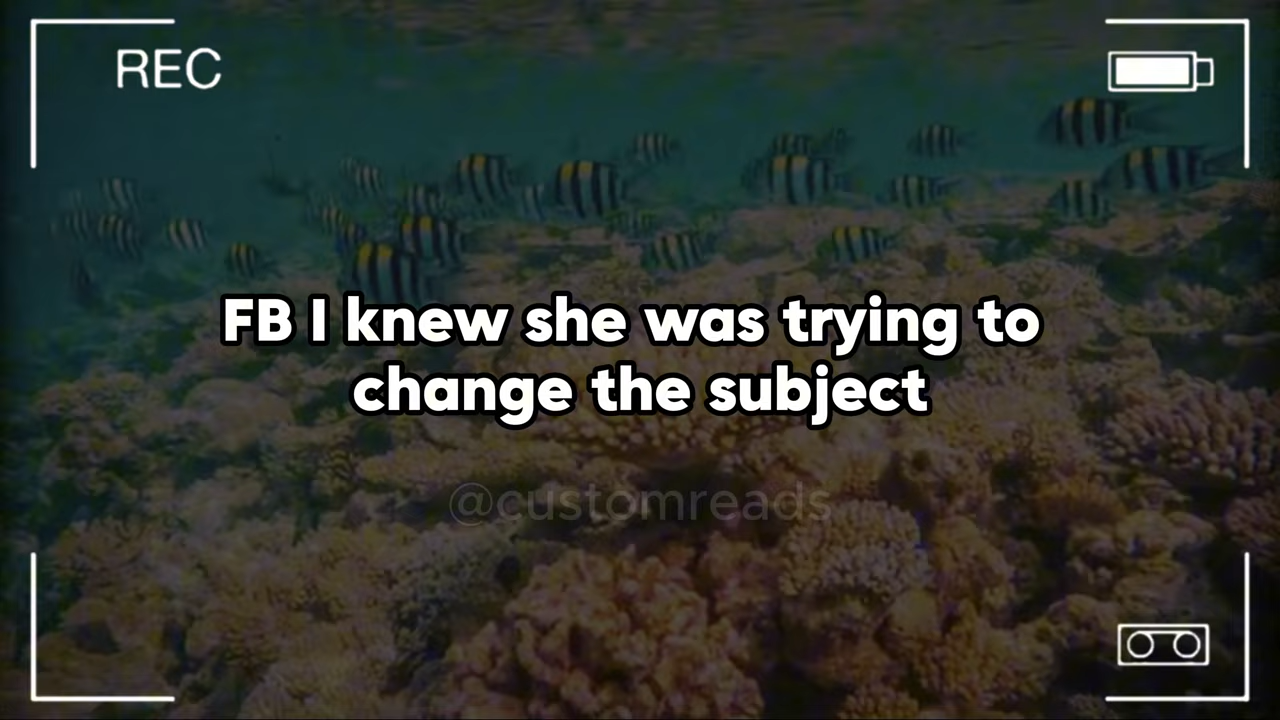 REC
FB I knew she was trying to
change the subject
@customreads